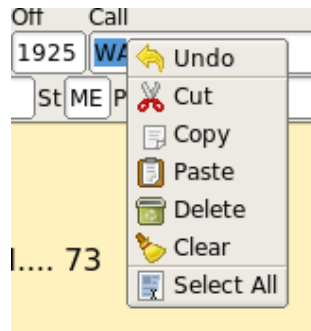 Off Call
1925 WA
Undo
St ME P
Cut
Copy
Paste
Delete
Clear
.... 73
Select All